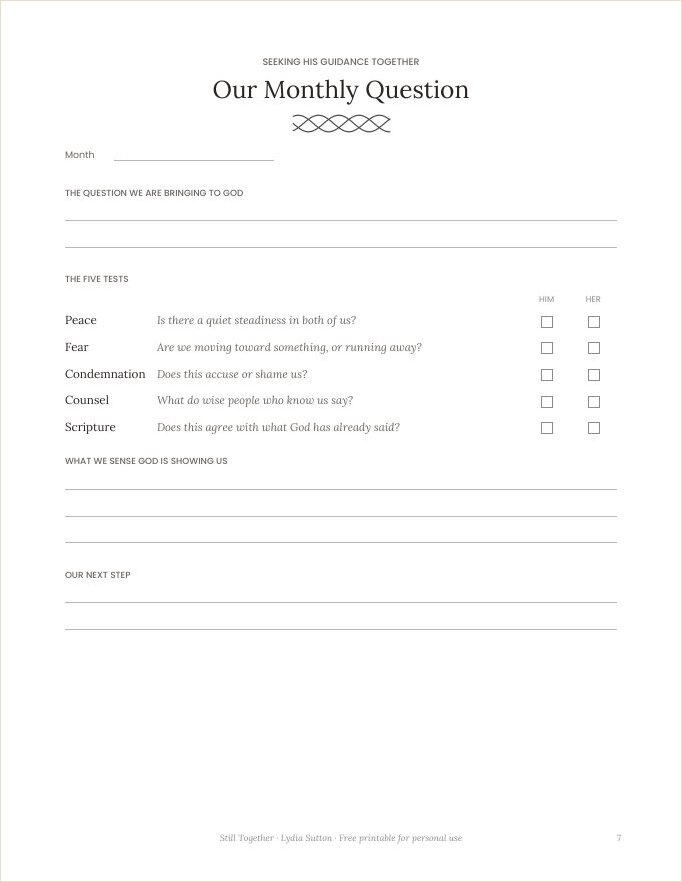 SEEKING HIS GUIDANCE TOGETHER
Our Monthly Question
Month
THE QUESTION WE ARE BRINGING TO GOD
THE FIVE TESTS
HIM HER
Peace Is there a quiet steadiness in both of us?
Fear Are we moving toward something, or running away?
Condemnation Does this accuse or shame us?
Counsel What do wise people who know us say?
Scripture Does this agree with what God has already said?
WHAT WE SENSE GOD IS SHOWING US
OUR NEXT STEP
Still Together · Lydia Sutton · Free printable for personal use 7